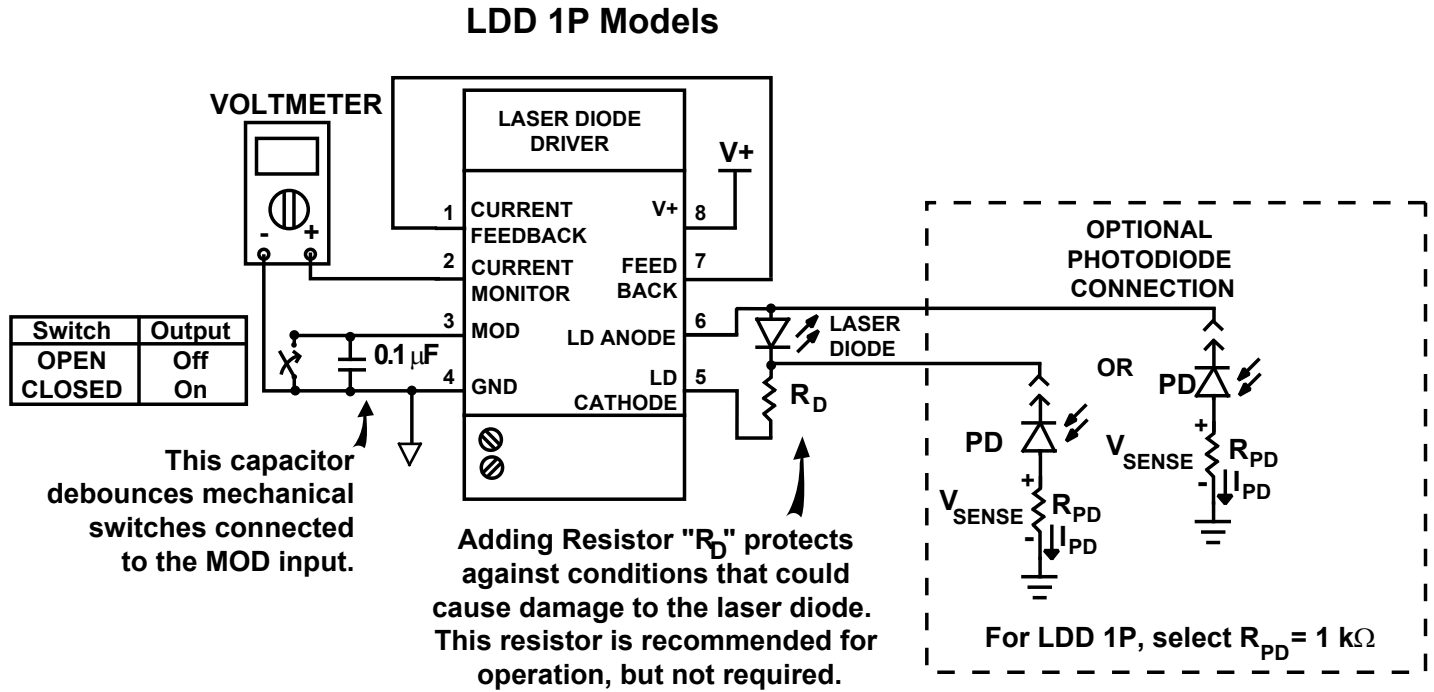 LDD 1P Models
VOLTMETER
- +
LASER DIODE
DRIVER
1 CURRENT
FEEDBACK
2 CURRENT
MONITOR
3 MOD
4 GND
V+ 8
FEED 7
BACK
LD ANODE 6
LD 5
CATHODE
V+
Switch Output
OPEN Off
CLOSED On
0.1 μF
This capacitor
debounces mechanical
switches connected
to the MOD input.
LASER
DIODE
R_D
Adding Resistor "R_D" protects
against conditions that could
cause damage to the laser diode.
This resistor is recommended for
operation, but not required.
OPTIONAL
PHOTODIODE
CONNECTION
OR
PD
+
V_SENSE R_PD
- I_PD
PD
+
V_SENSE R_PD
- I_PD
For LDD 1P, select R_PD = 1 kΩ